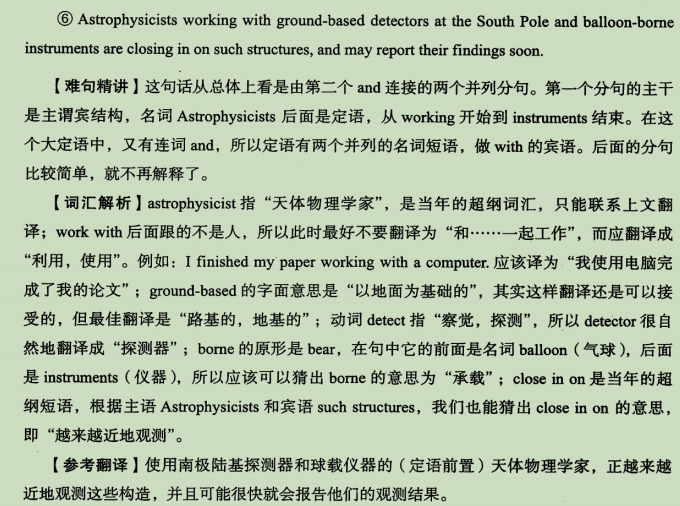 ⑥ Astrophysicists working with ground-based detectors at the South Pole and balloon-borne
instruments are closing in on such structures, and may report their findings soon.
【难句精讲】这句话从总体上看是由第二个 and 连接的两个并列分句。第一个分句的主干
是主谓宾结构，名词 Astrophysicists 后面是定语，从 working 开始到 instruments 结束。在这
个大定语中，又有连词 and，所以定语有两个并列的名词短语，做 with 的宾语。后面的分句
比较简单，就不再解释了。
【词汇解析】astrophysicist 指“天体物理学家”，是当年的超纲词汇，只能联系上文翻
译；work with 后面跟的不是人，所以此时最好不要翻译为“和……一起工作”，而应翻译成
“利用，使用”。例如：I finished my paper working with a computer. 应该译为“我使用电脑完
成了我的论文”；ground-based 的字面意思是“以地面为基础的”，其实这样翻译还是可以接
受的，但最佳翻译是“路基的，地基的”；动词 detect 指“察觉，探测”，所以 detector 很自
然地翻译成“探测器”；borne 的原形是 bear，在句中它的前面是名词 balloon（气球），后面
是 instruments（仪器），所以应该可以猜出 borne 的意思为“承载”；close in on 是当年的超
纲短语，根据主语 Astrophysicists 和宾语 such structures，我们也能猜出 close in on 的意思，
即“越来越近地观测”。
【参考翻译】使用南极陆基探测器和球载仪器的（定语前置）天体物理学家，正越来越
近地观测这些构造，并且可能很快就会报告他们的观测结果。